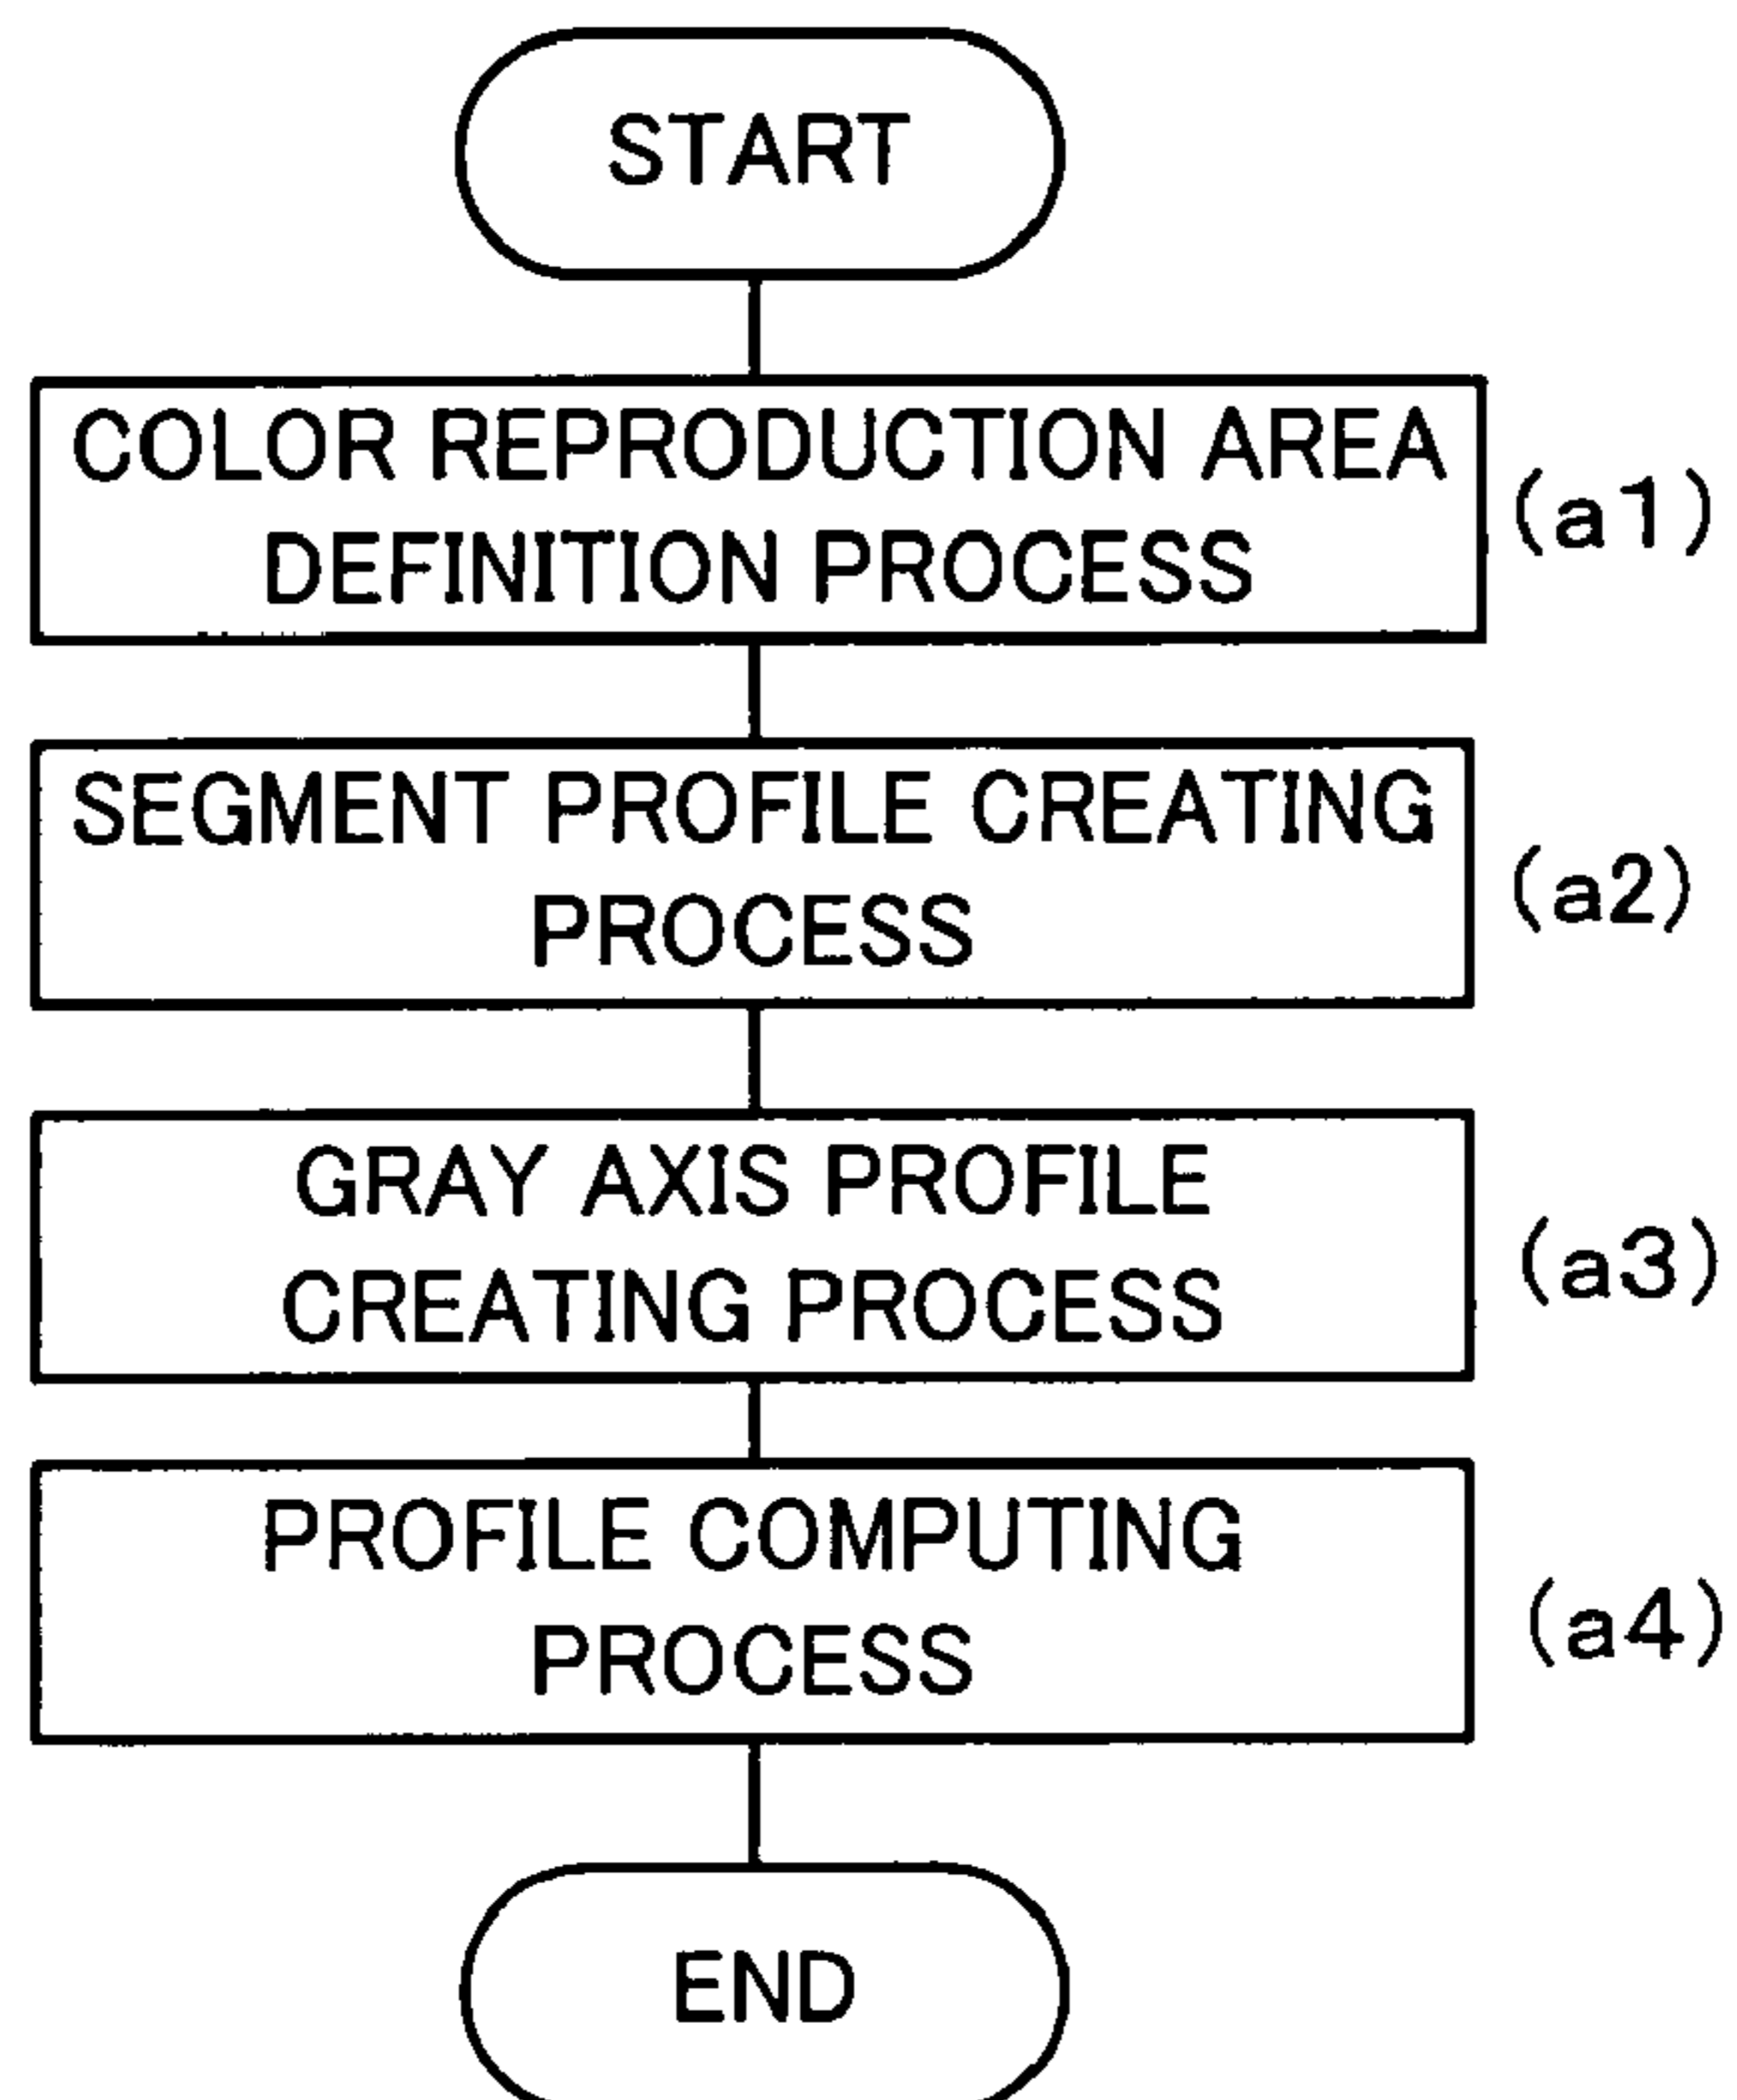 START
COLOR REPRODUCTION AREA
DEFINITION PROCESS
(a1)
SEGMENT PROFILE CREATING
PROCESS
(a2)
GRAY AXIS PROFILE
CREATING PROCESS
(a3)
PROFILE COMPUTING
PROCESS
(a4)
END